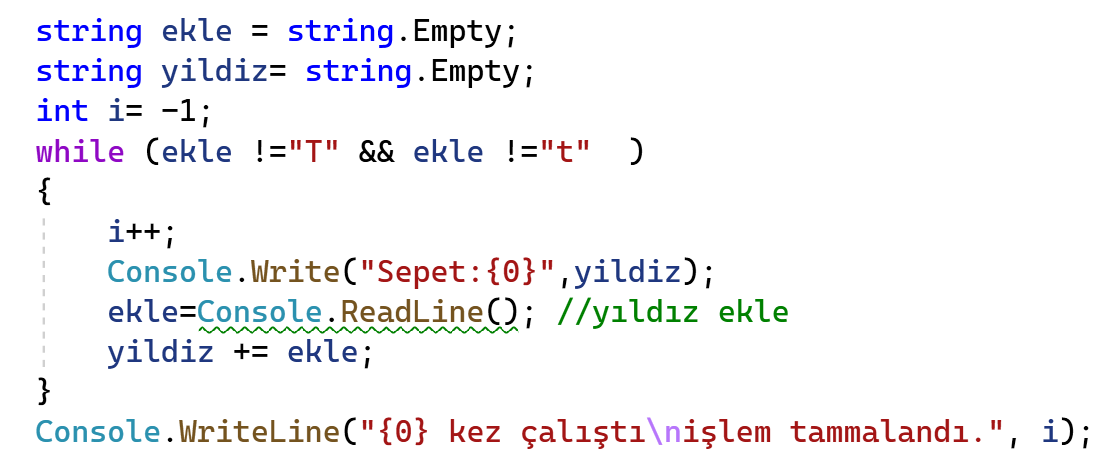 string ekle = string.Empty;
string yildiz= string.Empty;
int i= -1;
while (ekle !="T" && ekle !="t"  )
{
    i++;
    Console.Write("Sepet:{0}",yildiz);
    ekle=Console.ReadLine(); //yıldız ekle
    yildiz += ekle;
}
Console.WriteLine("{0} kez çalıştı\nişlem tammalandı.", i);